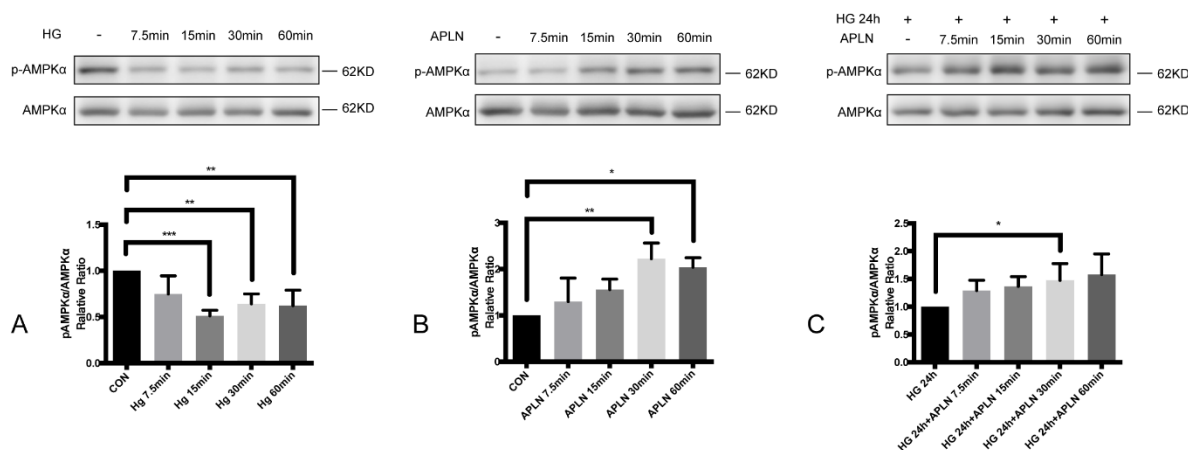 HG - 7.5min 15min 30min 60min
p-AMPKα — 62KD
AMPKα — 62KD
**
**
***
pAMPKα/AMPKα
Ralative Ratio
1.5
1.0
0.5
0.0
CON
Hg 7.5min
Hg 15min
Hg 30min
Hg 60min
A
APLN - 7.5min 15min 30min 60min
p-AMPKα — 62KD
AMPKα — 62KD
*
**
pAMPKα/AMPKα
Ralative Ratio
3
2
1
0
CON
APLN 7.5min
APLN 15min
APLN 30min
APLN 60min
B
HG 24h + + + + +
APLN - 7.5min 15min 30min 60min
p-AMPKα — 62KD
AMPKα — 62KD
*
pAMPKα/AMPKα
Ralative Ratio
2.5
2.0
1.5
1.0
0.5
0.0
HG 24h
HG 24h+APLN 7.5min
HG 24h+APLN 15min
HG 24h+APLN 30min
HG 24h+APLN 60min
C